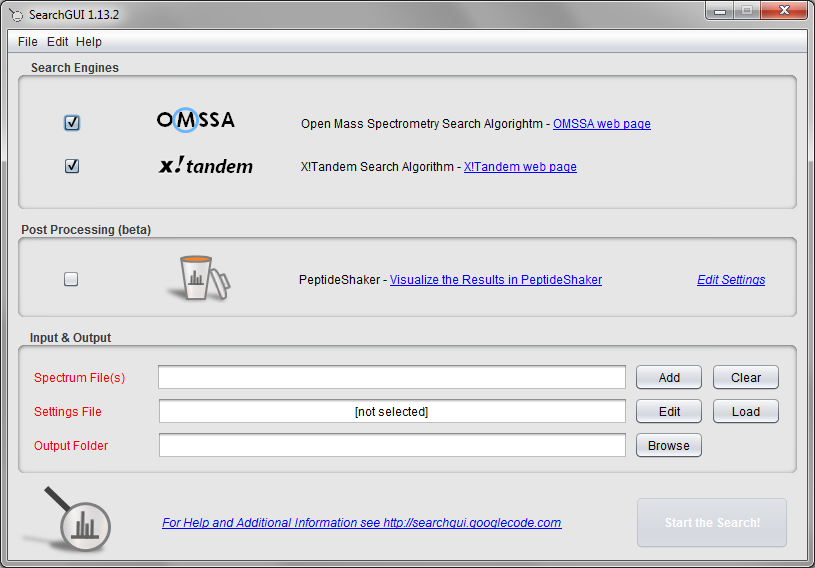 SearchGUI 1.13.2
File Edit Help
Search Engines
OMSSA Open Mass Spectrometry Search Algorightm - OMSSA web page
x!tandem X!Tandem Search Algorithm - X!Tandem web page
Post Processing (beta)
PeptideShaker - Visualize the Results in PeptideShaker Edit Settings
Input & Output
Spectrum File(s) Add Clear
Settings File [not selected] Edit Load
Output Folder Browse
For Help and Additional Information see http://searchgui.googlecode.com Start the Search!